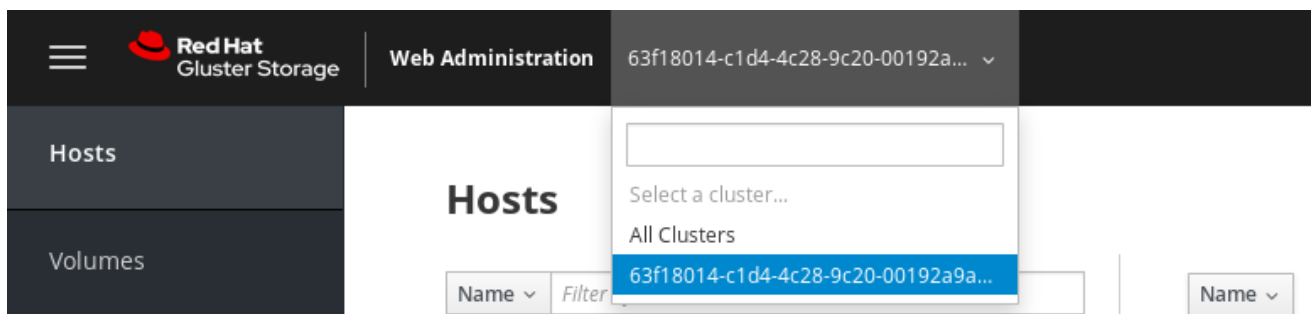 Red Hat
Gluster Storage
Web Administration
63f18014-c1d4-4c28-9c20-00192a...
Hosts
Volumes
Hosts
Select a cluster...
All Clusters
63f18014-c1d4-4c28-9c20-00192a9a...
Name
Filter
Name